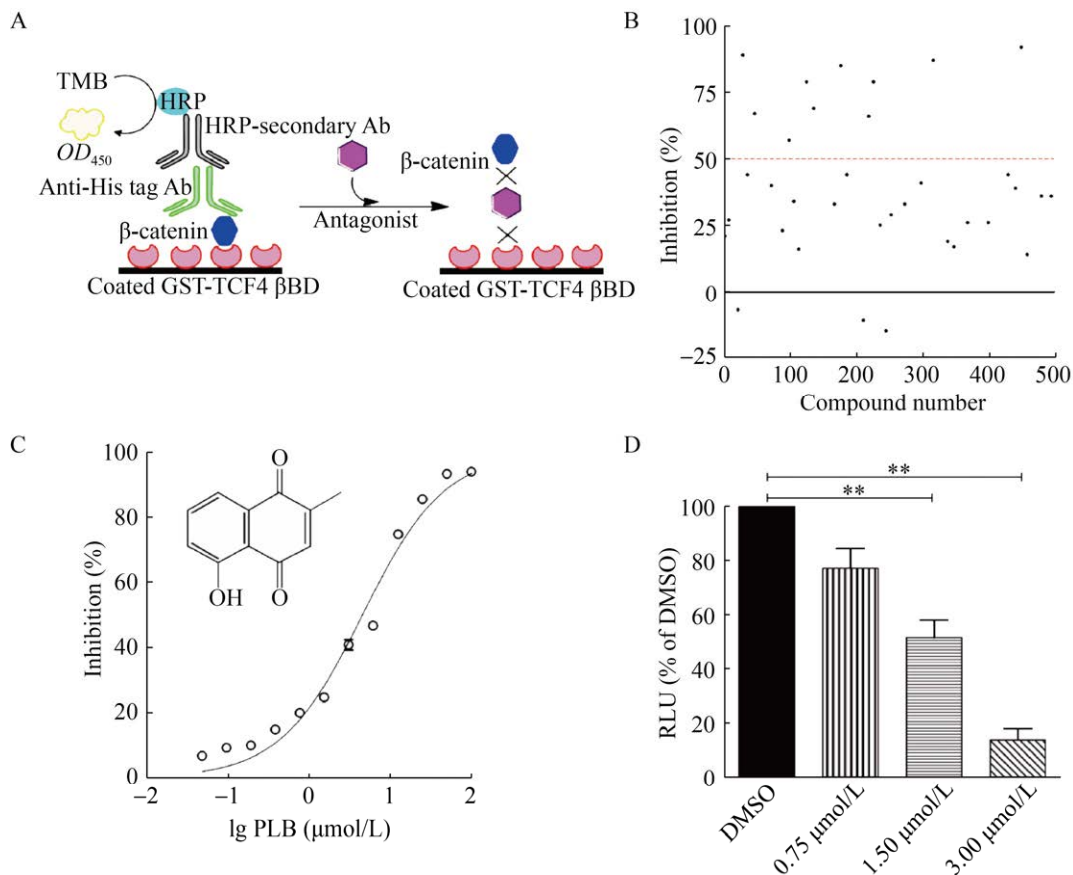 A
TMB
HRP
OD450
HRP-secondary Ab
Anti-His tag Ab
β-catenin
Coated GST-TCF4 βBD
Antagonist
β-catenin
Coated GST-TCF4 βBD
B
Inhibition (%)
100
75
50
25
0
–25
0 100 200 300 400 500
Compound number
C
Inhibition (%)
100
80
60
40
20
0
O
OH O
–2 –1 0 1 2
lg PLB (μmol/L)
D
**
**
RLU (% of DMSO)
100
80
60
40
20
0
DMSO
0.75 μmol/L
1.50 μmol/L
3.00 μmol/L